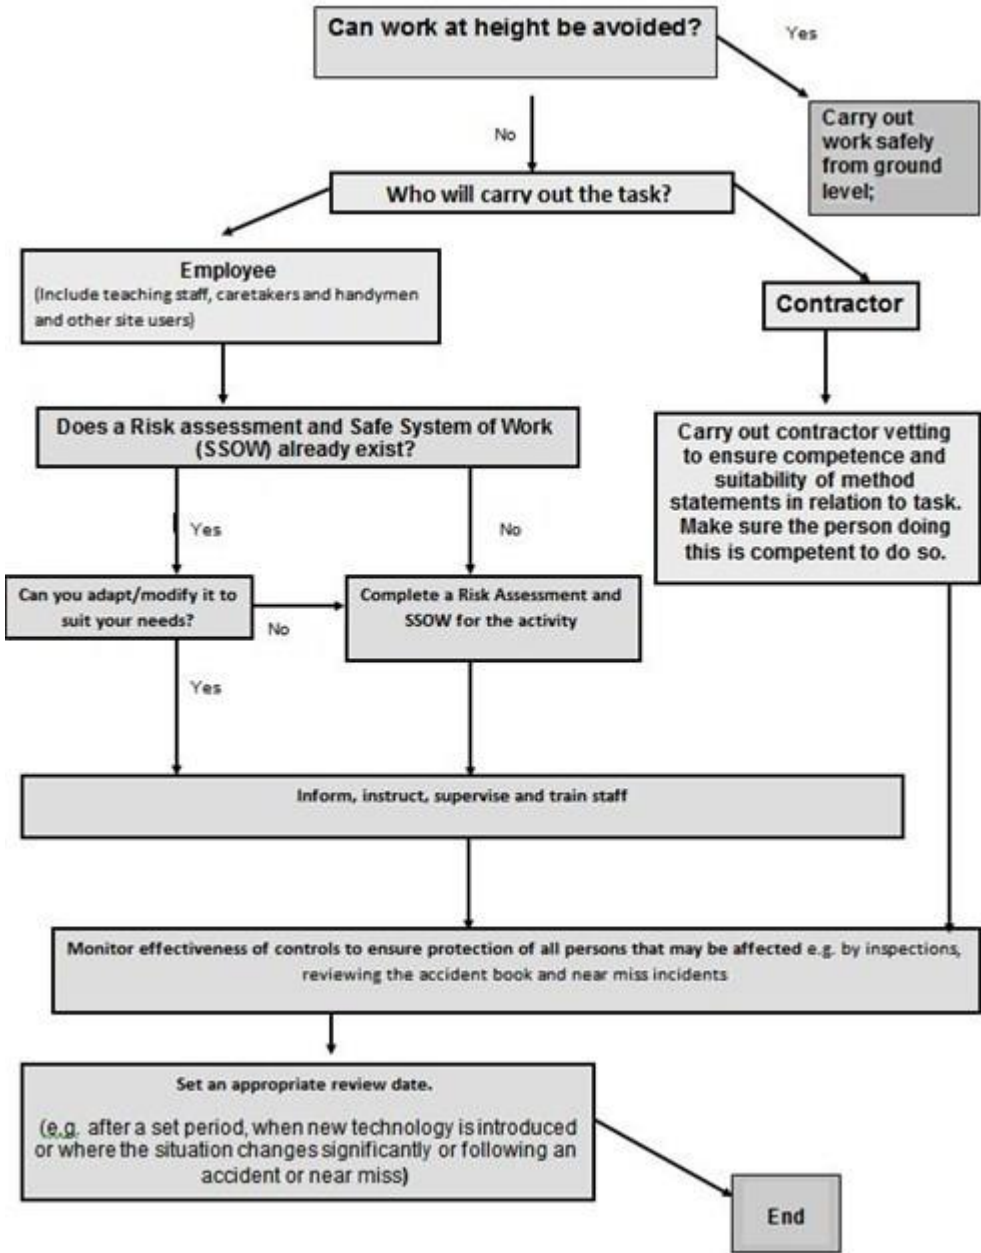 Can work at height be avoided?
Yes
Carry out
work safely
from ground
level;
No
Who will carry out the task?
Employee
(Include teaching staff, caretakers and handymen
and other site users)
Contractor
Does a Risk assessment and Safe System of Work
(SSOW) already exist?
Carry out contractor vetting
to ensure competence and
suitability of method
statements in relation to task.
Make sure the person doing
this is competent to do so.
Yes
No
Can you adapt/modify it to
suit your needs?
No
Complete a Risk Assessment and
SSOW for the activity
Yes
Inform, instruct, supervise and train staff
Monitor effectiveness of controls to ensure protection of all persons that may be affected e.g. by inspections,
reviewing the accident book and near miss incidents
Set an appropriate review date.
(e.g. after a set period, when new technology is introduced
or where the situation changes significantly or following an
accident or near miss)
End